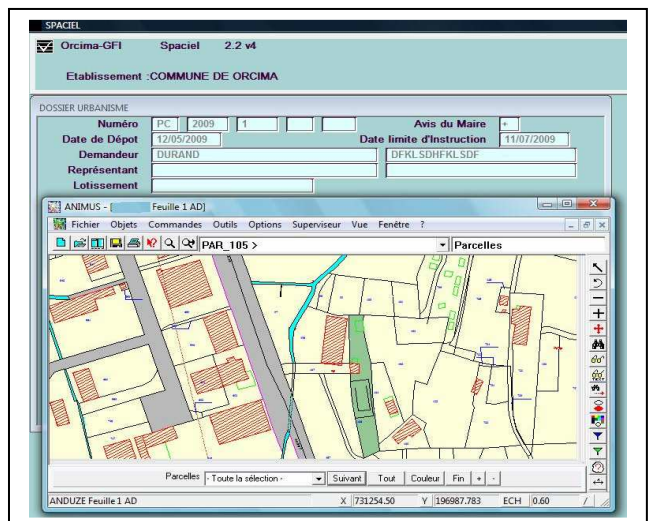 SPACIEL
Orcima-GFI Spaciel 2.2 v4
Etablissement :COMMUNE DE ORCIMA
DOSSIER URBANISME
Numéro PC 2009 1 Avis du Maire +
Date de Dépot 12/05/2009 Date limite d'Instruction 11/07/2009
Demandeur DURAND DFKLSDHFKLSDF
Représentant
Lotissement
ANIMUS - [ Feuille 1 AD]
Fichier Objets Commandes Outils Options Superviseur Vue Fenêtre ?
PAR_105 > Parcelles
Parcelles - Toute la sélection - Suivant Tout Couleur Fin + -
ANDUZE Feuille 1 AD X 731254.50 Y 196987.783 ECH 0.60 /